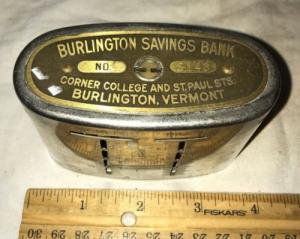 BURLINGTON SAVINGS BANK
NO.
CORNER COLLEGE AND ST. PAUL STS.
BURLINGTON, VERMONT
1 2 3 4
FISKARS